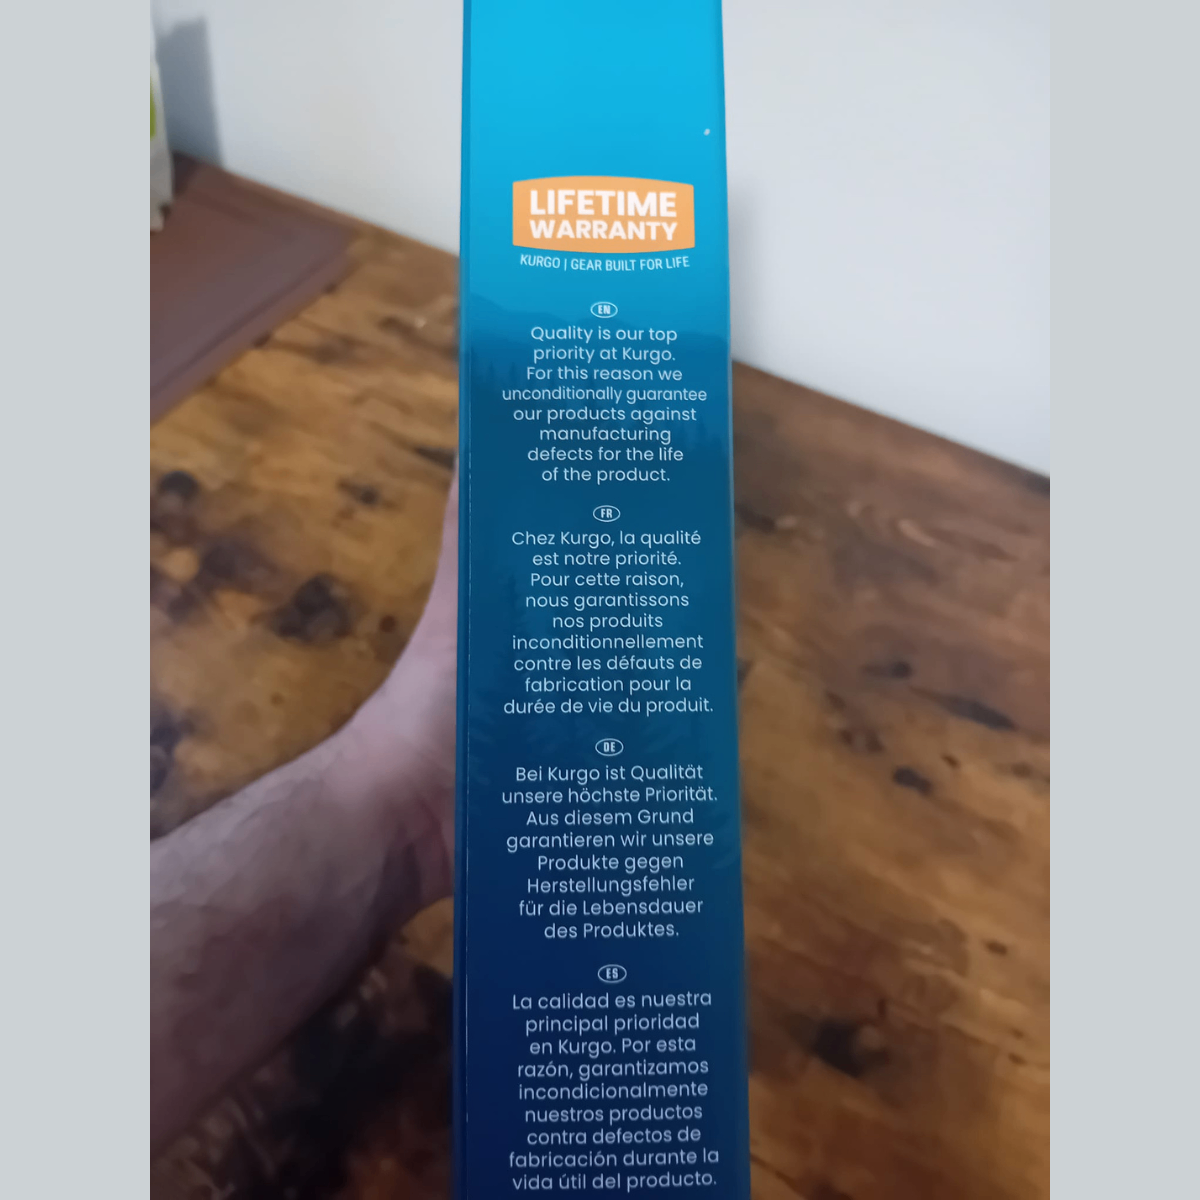 LIFETIME
WARRANTY
KURGO | GEAR BUILT FOR LIFE
EN
Quality is our top
priority at Kurgo.
For this reason we
unconditionally guarantee
our products against
manufacturing
defects for the life
of the product.
FR
Chez Kurgo, la qualité
est notre priorité.
Pour cette raison,
nous garantissons
nos produits
inconditionnellement
contre les défauts de
fabrication pour la
durée de vie du produit.
DE
Bei Kurgo ist Qualität
unsere höchste Priorität.
Aus diesem Grund
garantieren wir unsere
Produkte gegen
Herstellungsfehler
für die Lebensdauer
des Produktes.
ES
La calidad es nuestra
principal prioridad
en Kurgo. Por esta
razón, garantizamos
incondicionalmente
nuestros productos
contra defectos de
fabricación durante la
vida útil del producto.